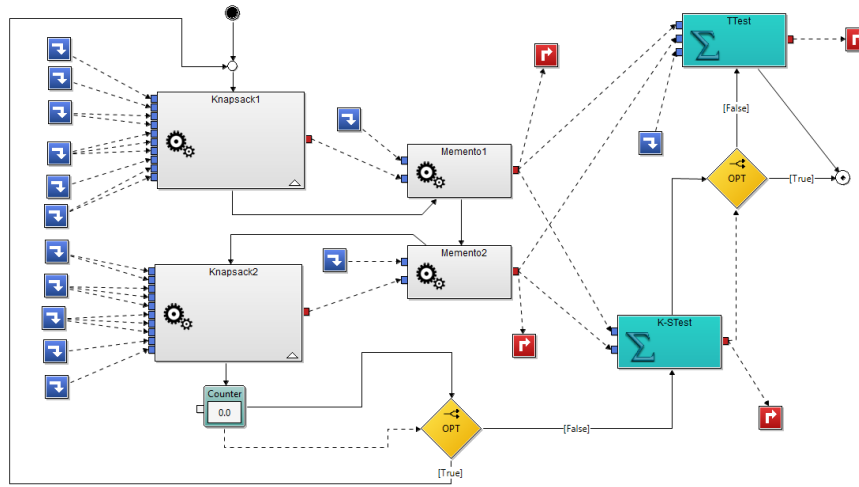 TTest
Knapsack1
[False]
Memento1
OPT
[True]
Memento2
Knapsack2
K-STest
Counter
0.0
OPT
[False]
[True]